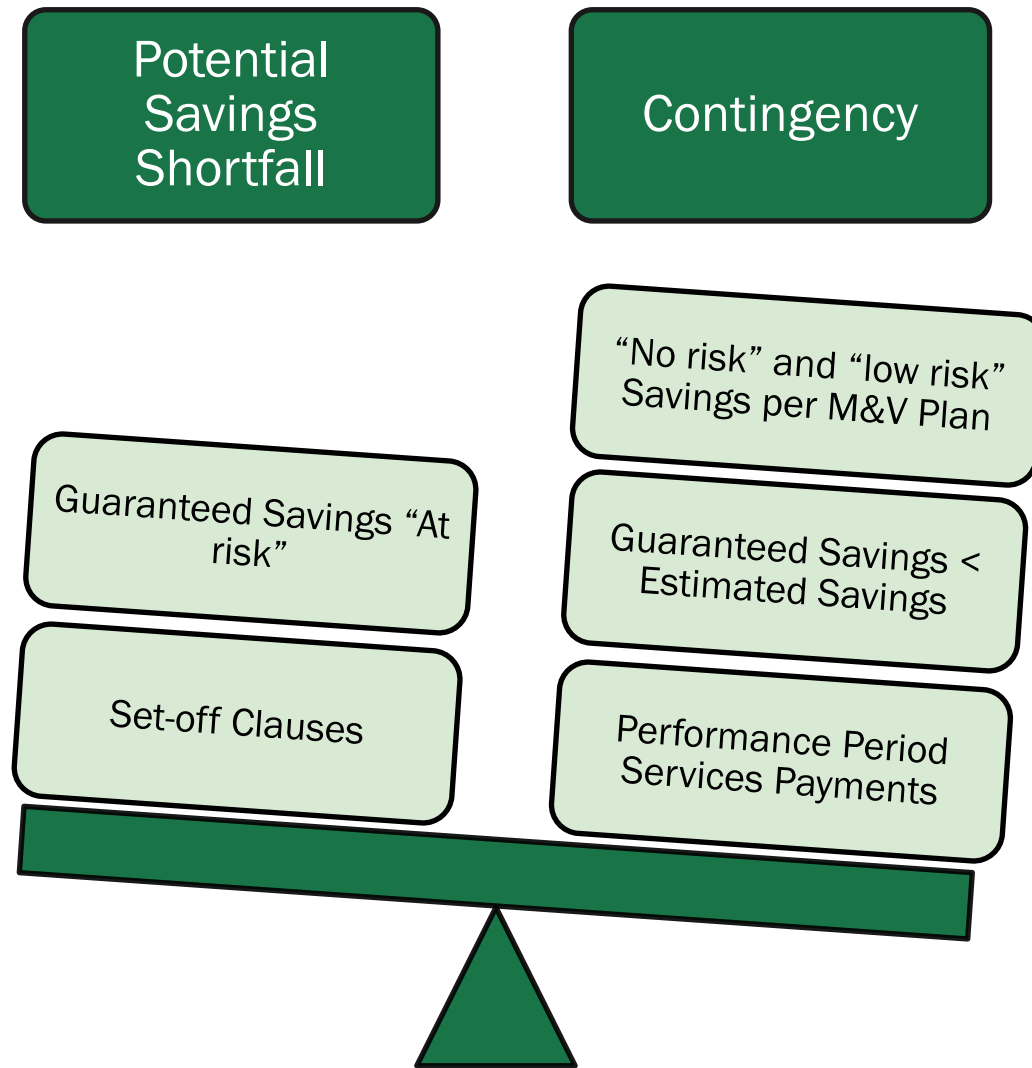 Potential
Savings
Shortfall
Contingency
“No risk” and “low risk”
Savings per M&V Plan
Guaranteed Savings “At
risk”
Guaranteed Savings <
Estimated Savings
Set-off Clauses
Performance Period
Services Payments